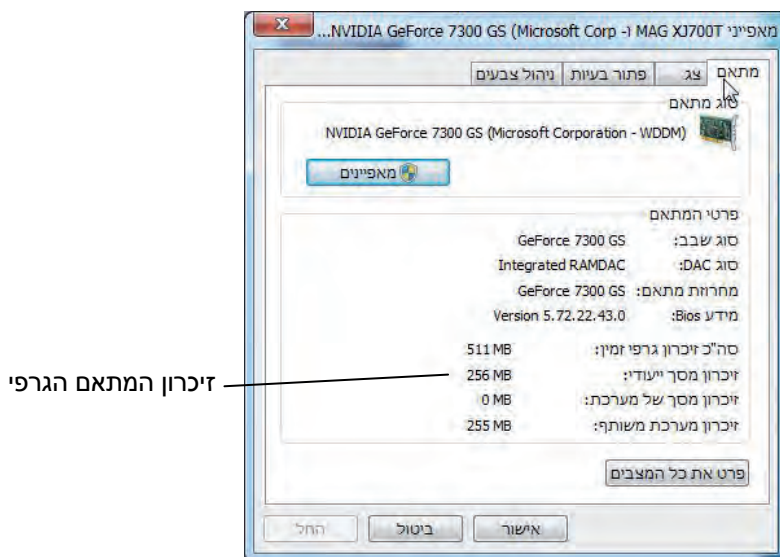 מאפייני MAG XJ700T ו- NVIDIA GeForce 7300 GS (Microsoft Corp...
מתאם צג פתור בעיות ניהול צבעים
סוג מתאם
NVIDIA GeForce 7300 GS (Microsoft Corporation - WDDM)
מאפיינים
פרטי המתאם
סוג שבב: GeForce 7300 GS
סוג DAC: Integrated RAMDAC
מחרוזת מתאם: GeForce 7300 GS
מידע Bios: Version 5.72.22.43.0
סה"כ זיכרון גרפי זמין: 511 MB
זיכרון מסך ייעודי: 256 MB
זיכרון מסך של מערכת: 0 MB
זיכרון מערכת משותף: 255 MB
זיכרון המתאם הגרפי
פרט את כל המצבים
אישור ביטול החל